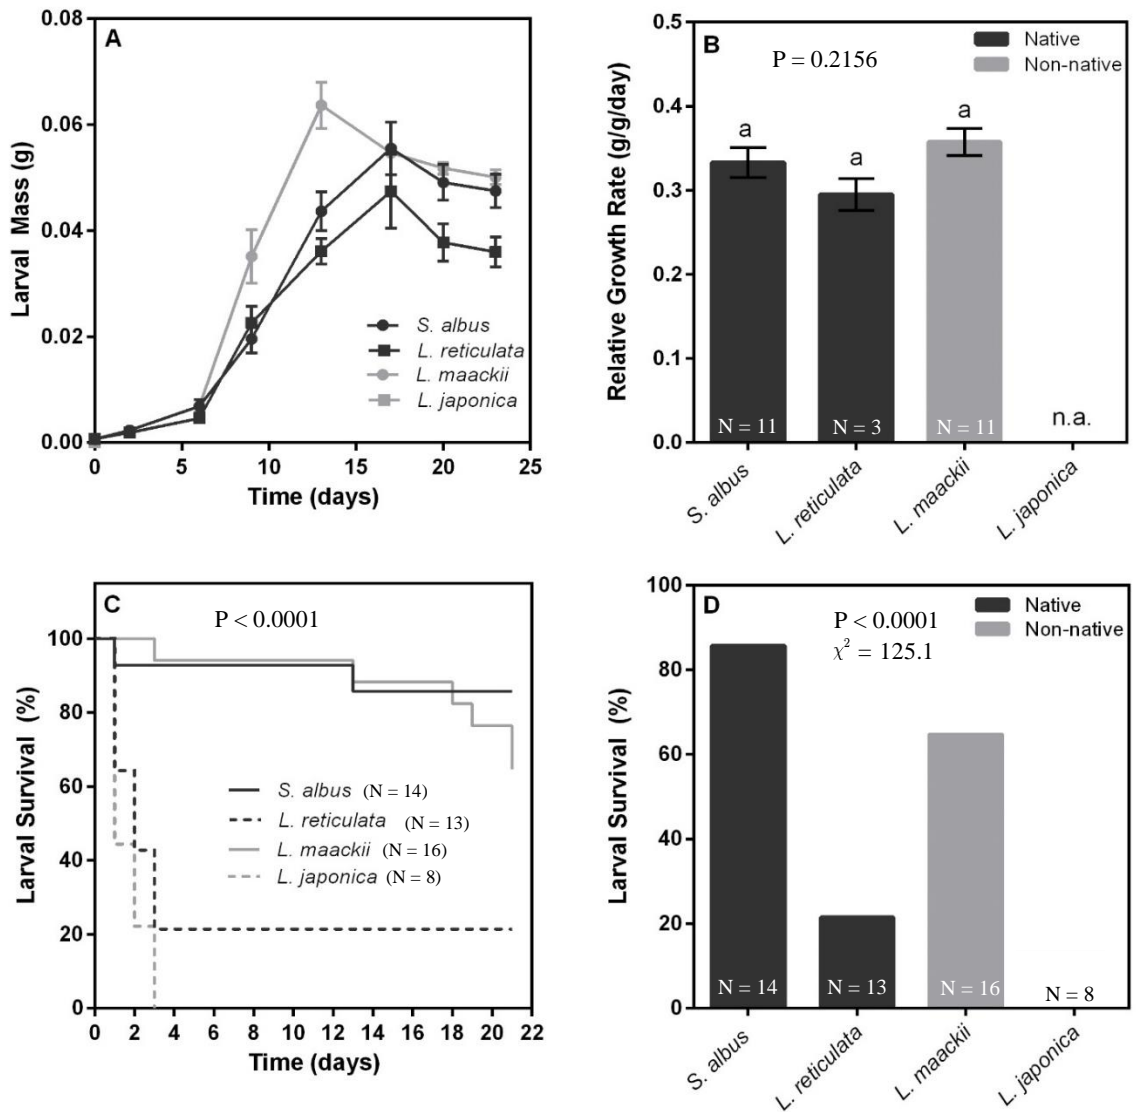 A
0.08
0.06
0.04
0.02
0.00
Larval Mass (g)
S. albus
L. reticulata
L. maackii
L. japonica
0 5 10 15 20 25
Time (days)
B
P = 0.2156
Native
Non-native
0.5
0.4
0.3
0.2
0.1
0.0
Relative Growth Rate (g/g/day)
a a a
n.a.
N = 11 N = 3 N = 11
S. albus L. reticulata L. maackii L. japonica
C
P < 0.0001
100
80
60
40
20
0
Larval Survival (%)
S. albus (N = 14)
L. reticulata (N = 13)
L. maackii (N = 16)
L. japonica (N = 8)
0 2 4 6 8 10 12 14 16 18 20 22
Time (days)
D
P < 0.0001
χ² = 125.1
Native
Non-native
100
80
60
40
20
0
Larval Survival (%)
N = 14 N = 13 N = 16 N = 8
S. albus L. reticulata L. maackii L. japonica